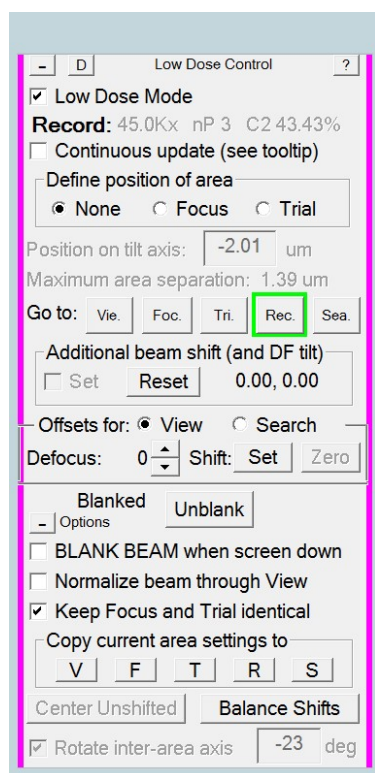 - D Low Dose Control ?
Low Dose Mode
Record: 45.0Kx nP 3 C2 43.43%
Continuous update (see tooltip)
Define position of area
None Focus Trial
Position on tilt axis: -2.01 um
Maximum area separation: 1.39 um
Go to: Vie. Foc. Tri. Rec. Sea.
Additional beam shift (and DF tilt)
Set Reset 0.00, 0.00
Offsets for: View Search
Defocus: 0 Shift: Set Zero
Blanked Unblank
- Options
BLANK BEAM when screen down
Normalize beam through View
Keep Focus and Trial identical
Copy current area settings to
V F T R S
Center Unshifted Balance Shifts
Rotate inter-area axis -23 deg